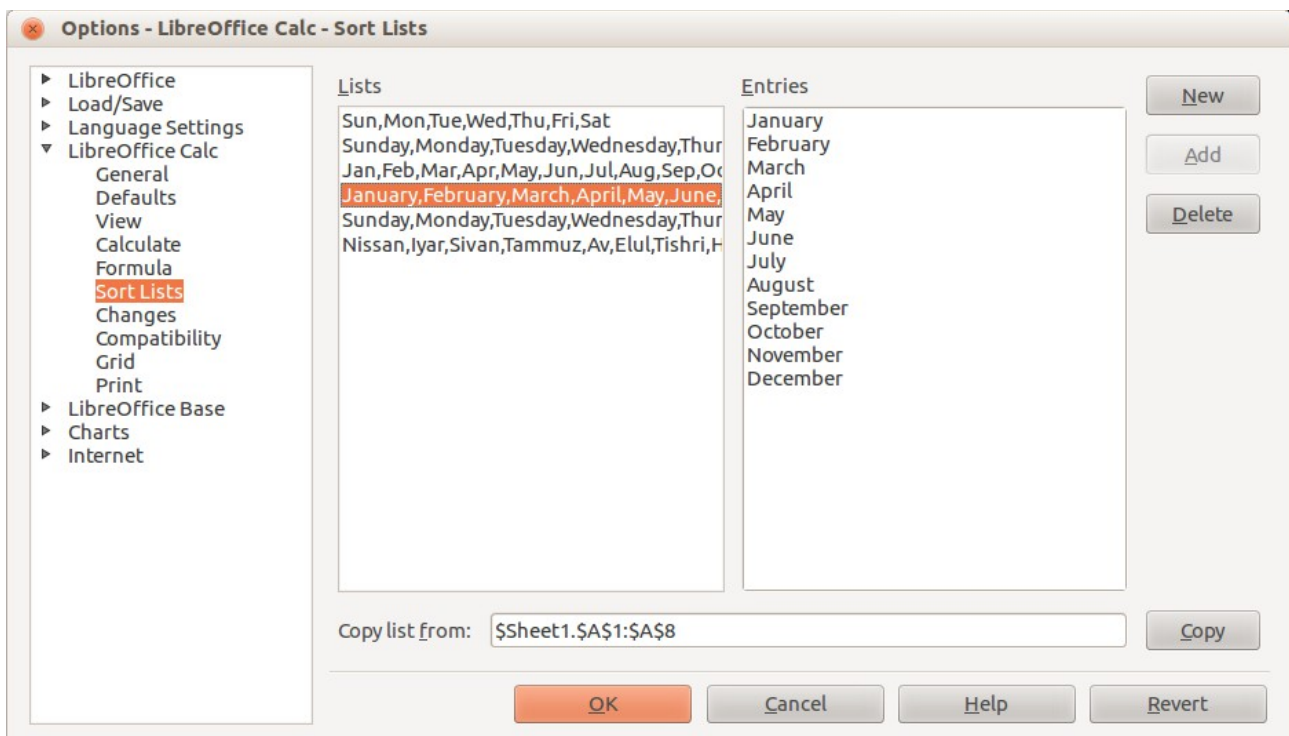 Options - LibreOffice Calc - Sort Lists
LibreOffice
Load/Save
Language Settings
LibreOffice Calc
General
Defaults
View
Calculate
Formula
Sort Lists
Changes
Compatibility
Grid
Print
LibreOffice Base
Charts
Internet
Lists
Sun,Mon,Tue,Wed,Thu,Fri,Sat
Sunday,Monday,Tuesday,Wednesday,Thur
Jan,Feb,Mar,Apr,May,Jun,Jul,Aug,Sep,Oc
January,February,March,April,May,June,
Sunday,Monday,Tuesday,Wednesday,Thur
Nissan,Iyar,Sivan,Tammuz,Av,Elul,Tishri,H
Entries
January
February
March
April
May
June
July
August
September
October
November
December
New
Add
Delete
Copy list from: $Sheet1.$A$1:$A$8 Copy
OK Cancel Help Revert